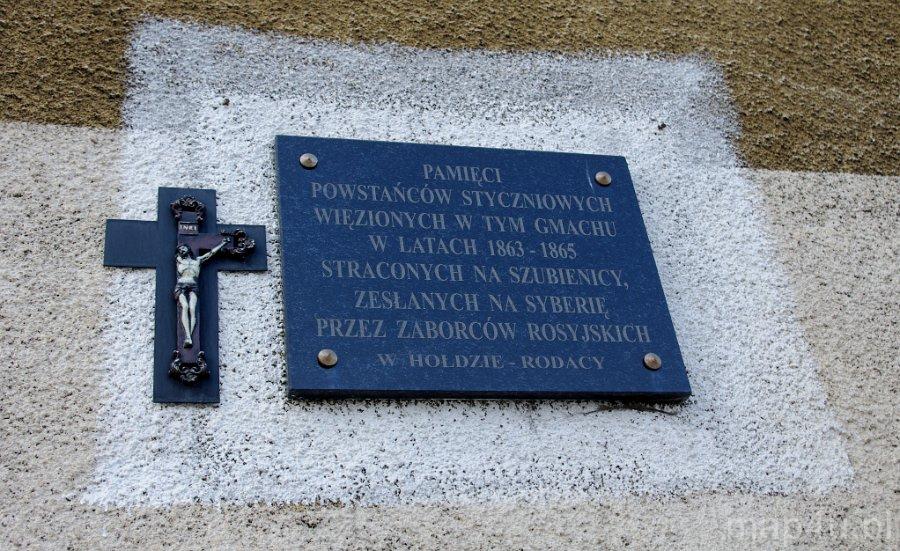 INRI
PAMIĘCI
POWSTAŃCÓW STYCZNIOWYCH
WIĘZIONYCH W TYM GMACHU
W LATACH 1863 - 1865
STRACONYCH NA SZUBIENICY,
ZESŁANYCH NA SYBERIĘ
PRZEZ ZABORCÓW ROSYJSKICH
W HOŁDZIE - RODACY